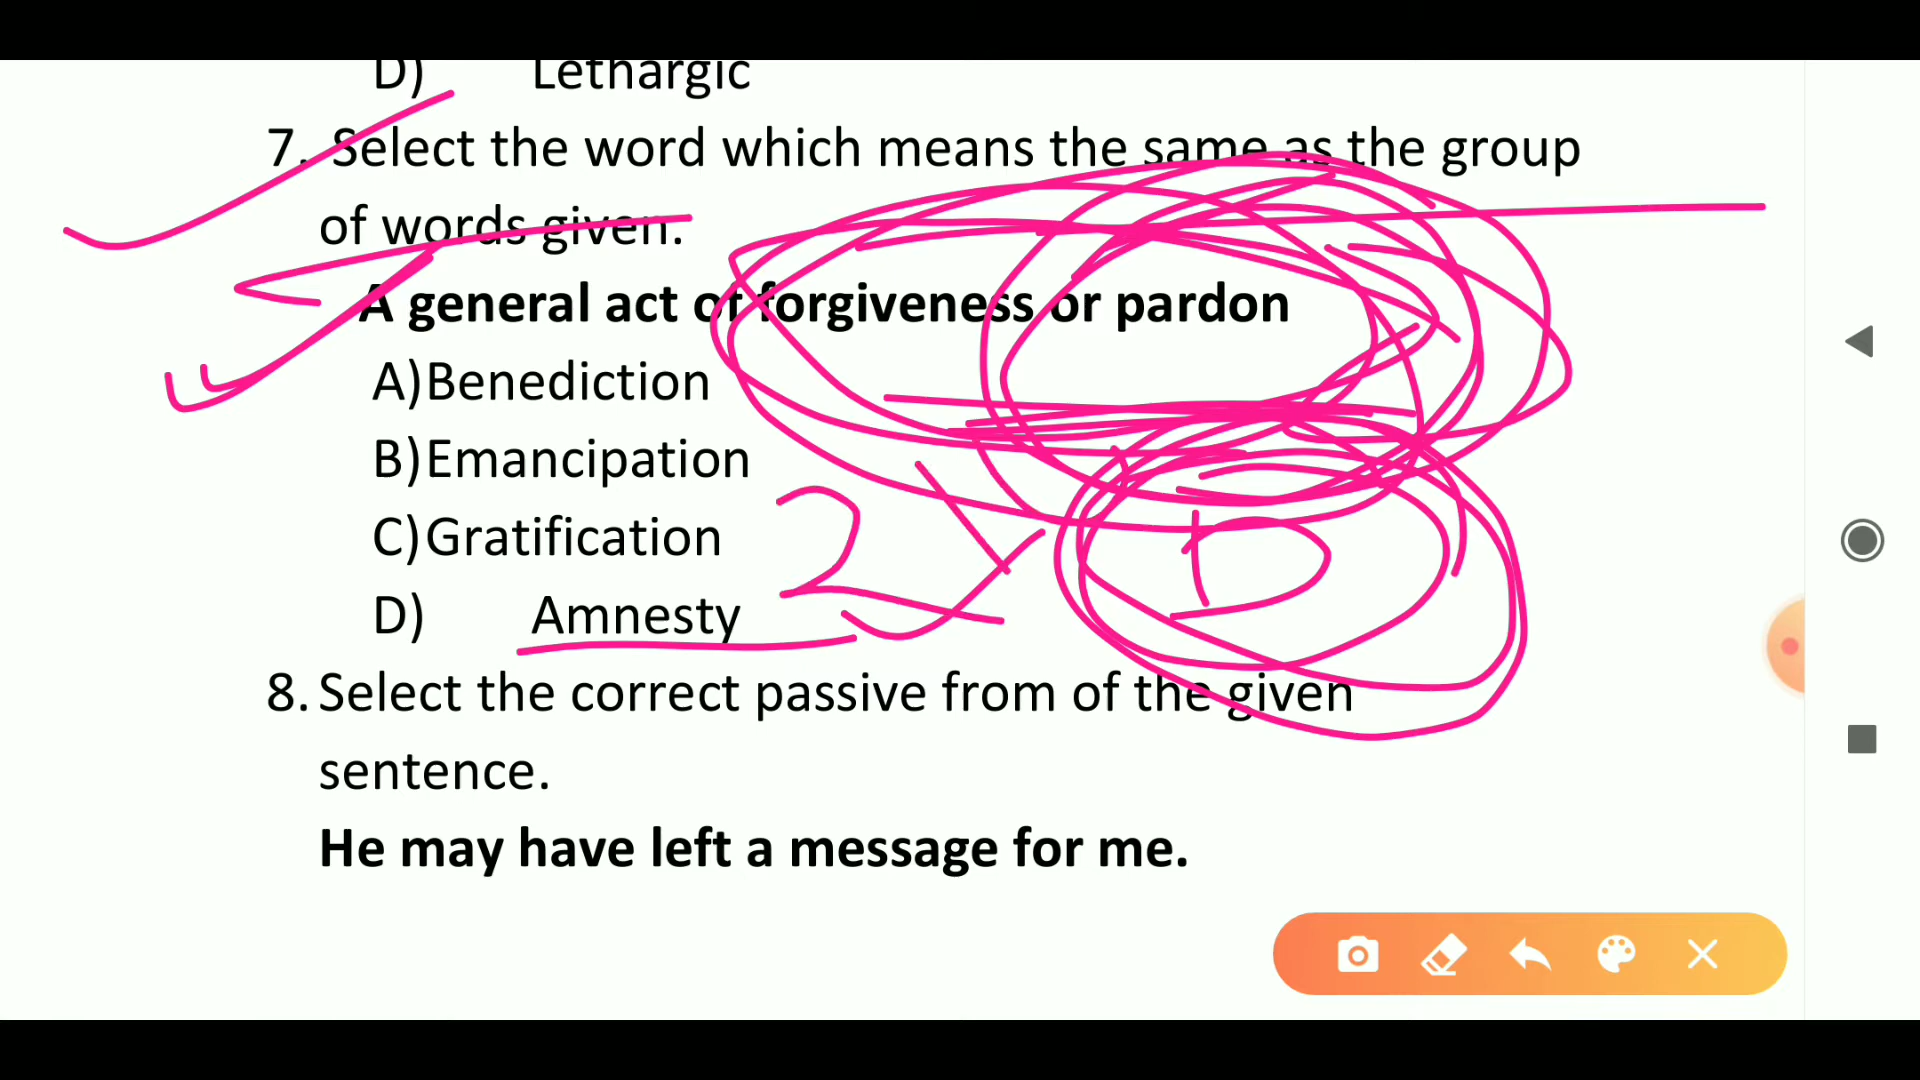 D) Lethargic
7. Select the word which means the same as the group
of words given.
A general act of forgiveness or pardon
A) Benediction
B) Emancipation
C) Gratification
D) Amnesty
D
8. Select the correct passive from of the given
sentence.
He may have left a message for me.